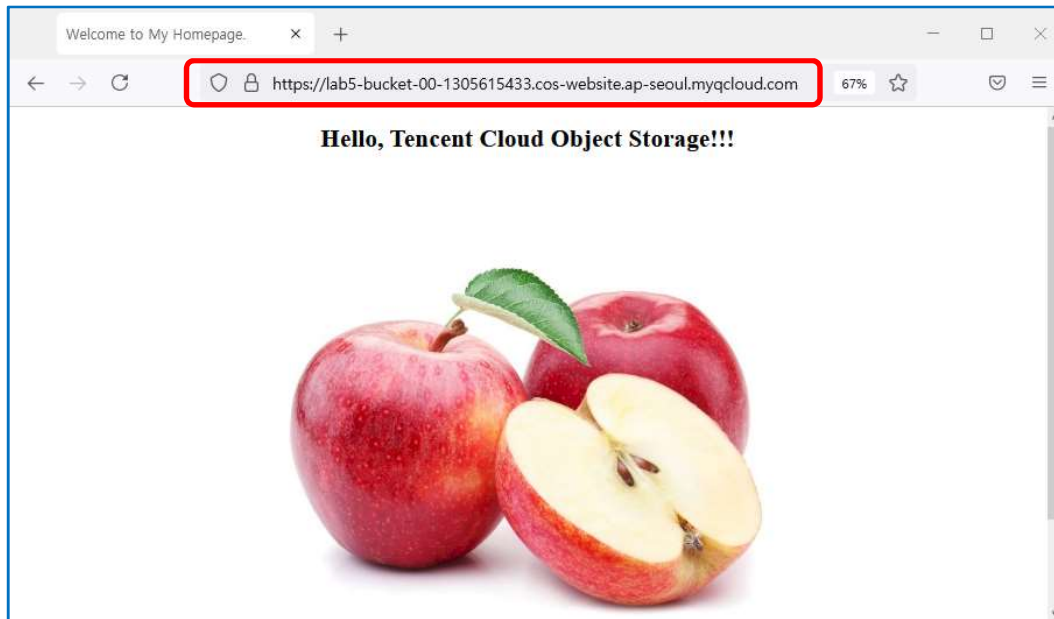 Welcome to My Homepage.
https://lab5-bucket-00-1305615433.cos-website.ap-seoul.myqcloud.com
67%
Hello, Tencent Cloud Object Storage!!!